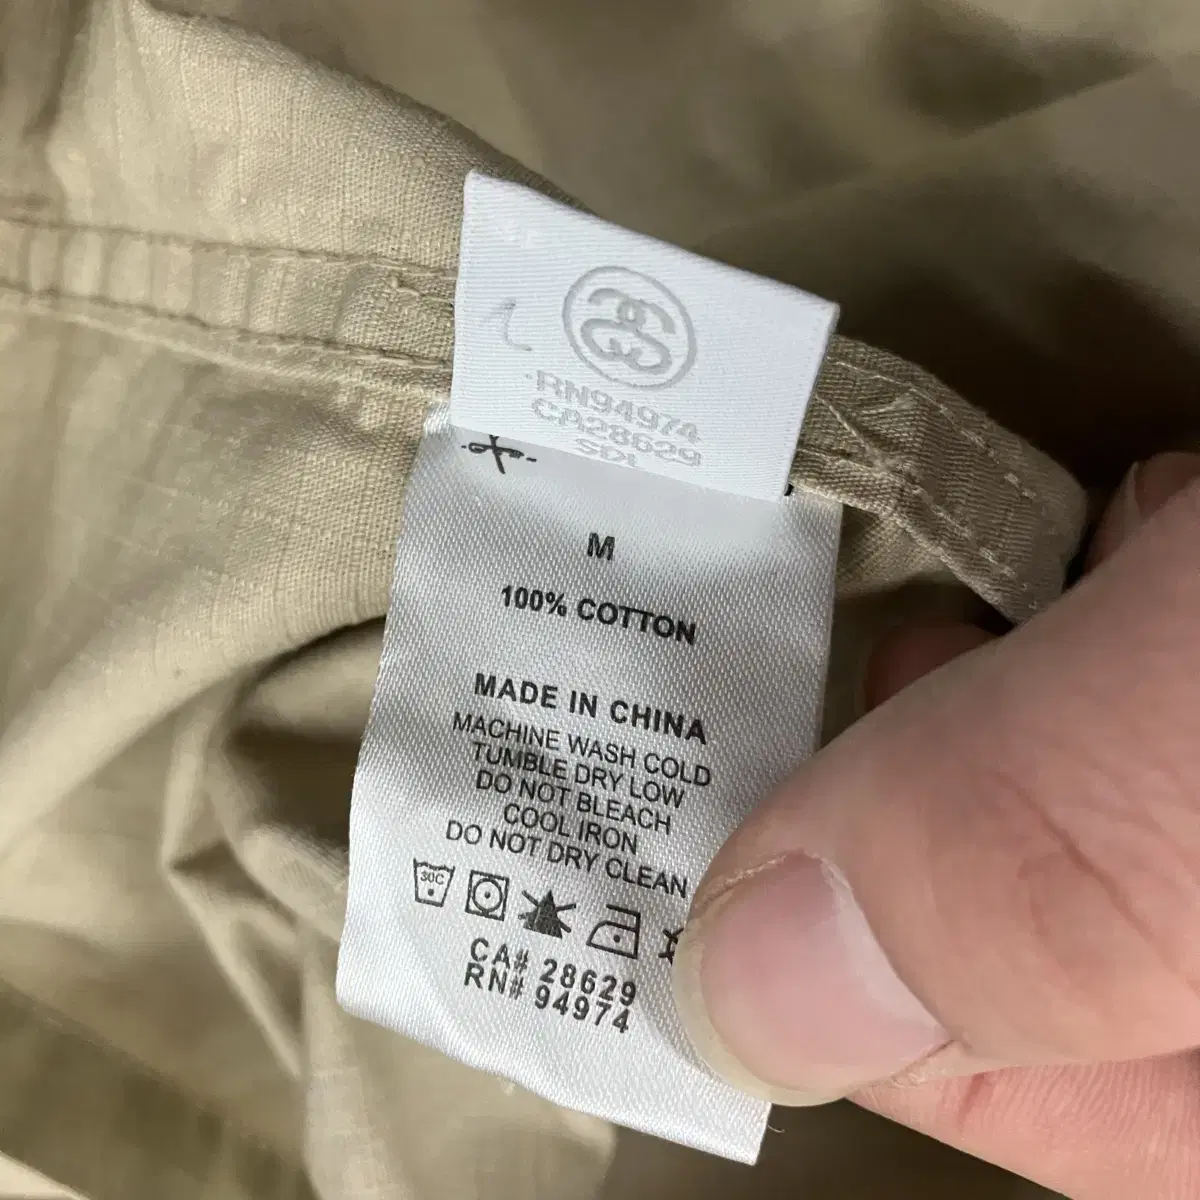 RN94974
CA28629
SDL
M
100% COTTON
MADE IN CHINA
MACHINE WASH COLD
TUMBLE DRY LOW
DO NOT BLEACH
COOL IRON
DO NOT DRY CLEAN
30C
CA# 28629
RN# 94974